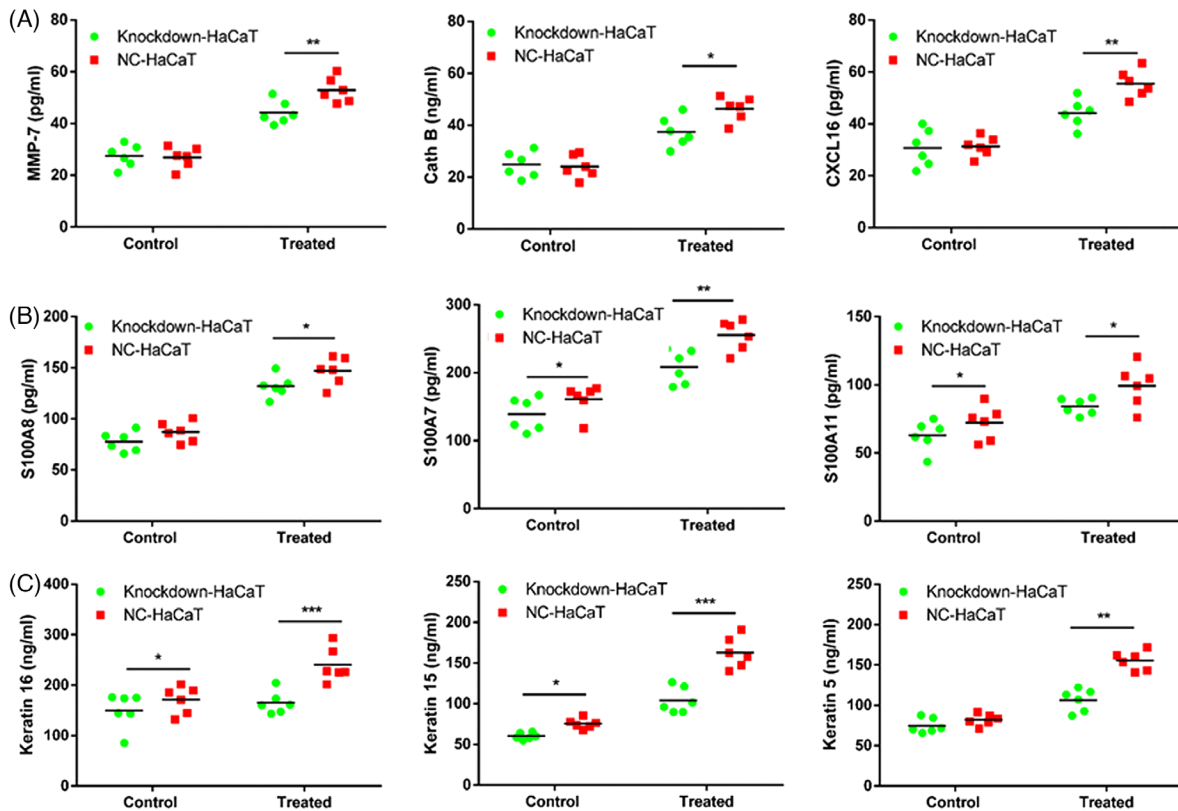 (A)
MMP-7 (pg/ml)
80
60
40
20
0
Knockdown-HaCaT
NC-HaCaT
**
Control
Treated
Cath B (ng/ml)
80
60
40
20
0
Knockdown-HaCaT
NC-HaCaT
*
Control
Treated
CXCL16 (pg/ml)
80
60
40
20
0
Knockdown-HaCaT
NC-HaCaT
**
Control
Treated
(B)
S100A8 (pg/ml)
200
150
100
50
0
Knockdown-HaCaT
NC-HaCaT
*
Control
Treated
S100A7 (pg/ml)
300
200
100
0
Knockdown-HaCaT
NC-HaCaT
*
**
Control
Treated
S100A11 (pg/ml)
150
100
50
0
Knockdown-HaCaT
NC-HaCaT
*
*
Control
Treated
(C)
Keratin 16 (ng/ml)
400
300
200
100
0
Knockdown-HaCaT
NC-HaCaT
*
***
Control
Treated
Keratin 15 (ng/ml)
250
200
150
100
50
0
Knockdown-HaCaT
NC-HaCaT
*
***
Control
Treated
Keratin 5 (ng/ml)
250
200
150
100
50
0
Knockdown-HaCaT
NC-HaCaT
**
Control
Treated